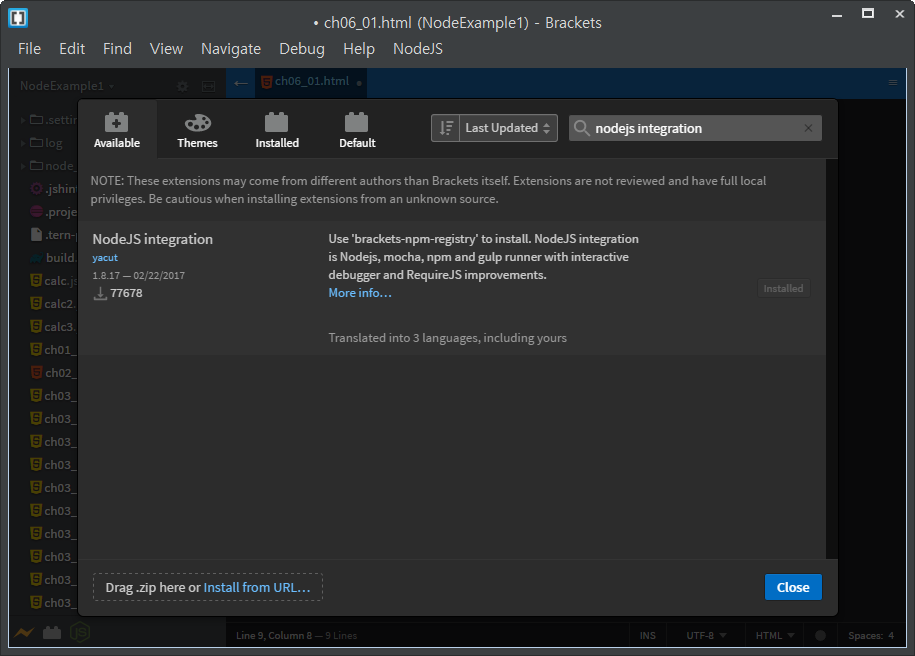 • ch06_01.html (NodeExample1) - Brackets
File Edit Find View Navigate Debug Help NodeJS
NodeExample1
ch06_01.html •
.settin
log
node_
.jshin
.proje
.tern-p
build.
calc.js
calc2.
calc3.
ch01_
ch02_
ch03_
ch03_
ch03_
ch03_
ch03_
ch03_
ch03_
ch03_
ch03_
ch03_
Available Themes Installed Default Last Updated nodejs integration
NOTE: These extensions may come from different authors than Brackets itself. Extensions are not reviewed and have full local
privileges. Be cautious when installing extensions from an unknown source.
NodeJS integration
yacut
1.8.17 — 02/22/2017
77678
Use 'brackets-npm-registry' to install. NodeJS integration
is Nodejs, mocha, npm and gulp runner with interactive
debugger and RequireJS improvements.
More info…
Installed
Translated into 3 languages, including yours
Drag .zip here or Install from URL…
Close
Line 9, Column 8 — 9 Lines INS UTF-8 HTML Spaces: 4